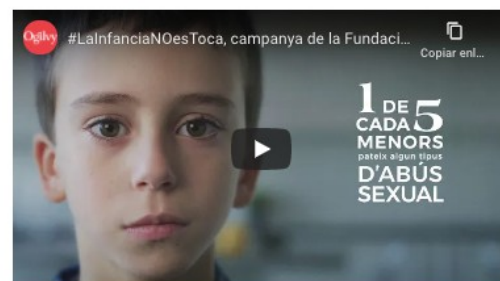 Ogilvy
#LaInfanciaNOesToca, campanya de la Fundaci...
Copiar enl...
1 DE
CADA 5
MENORS
pateix algun tipus
D'ABÚS
SEXUAL